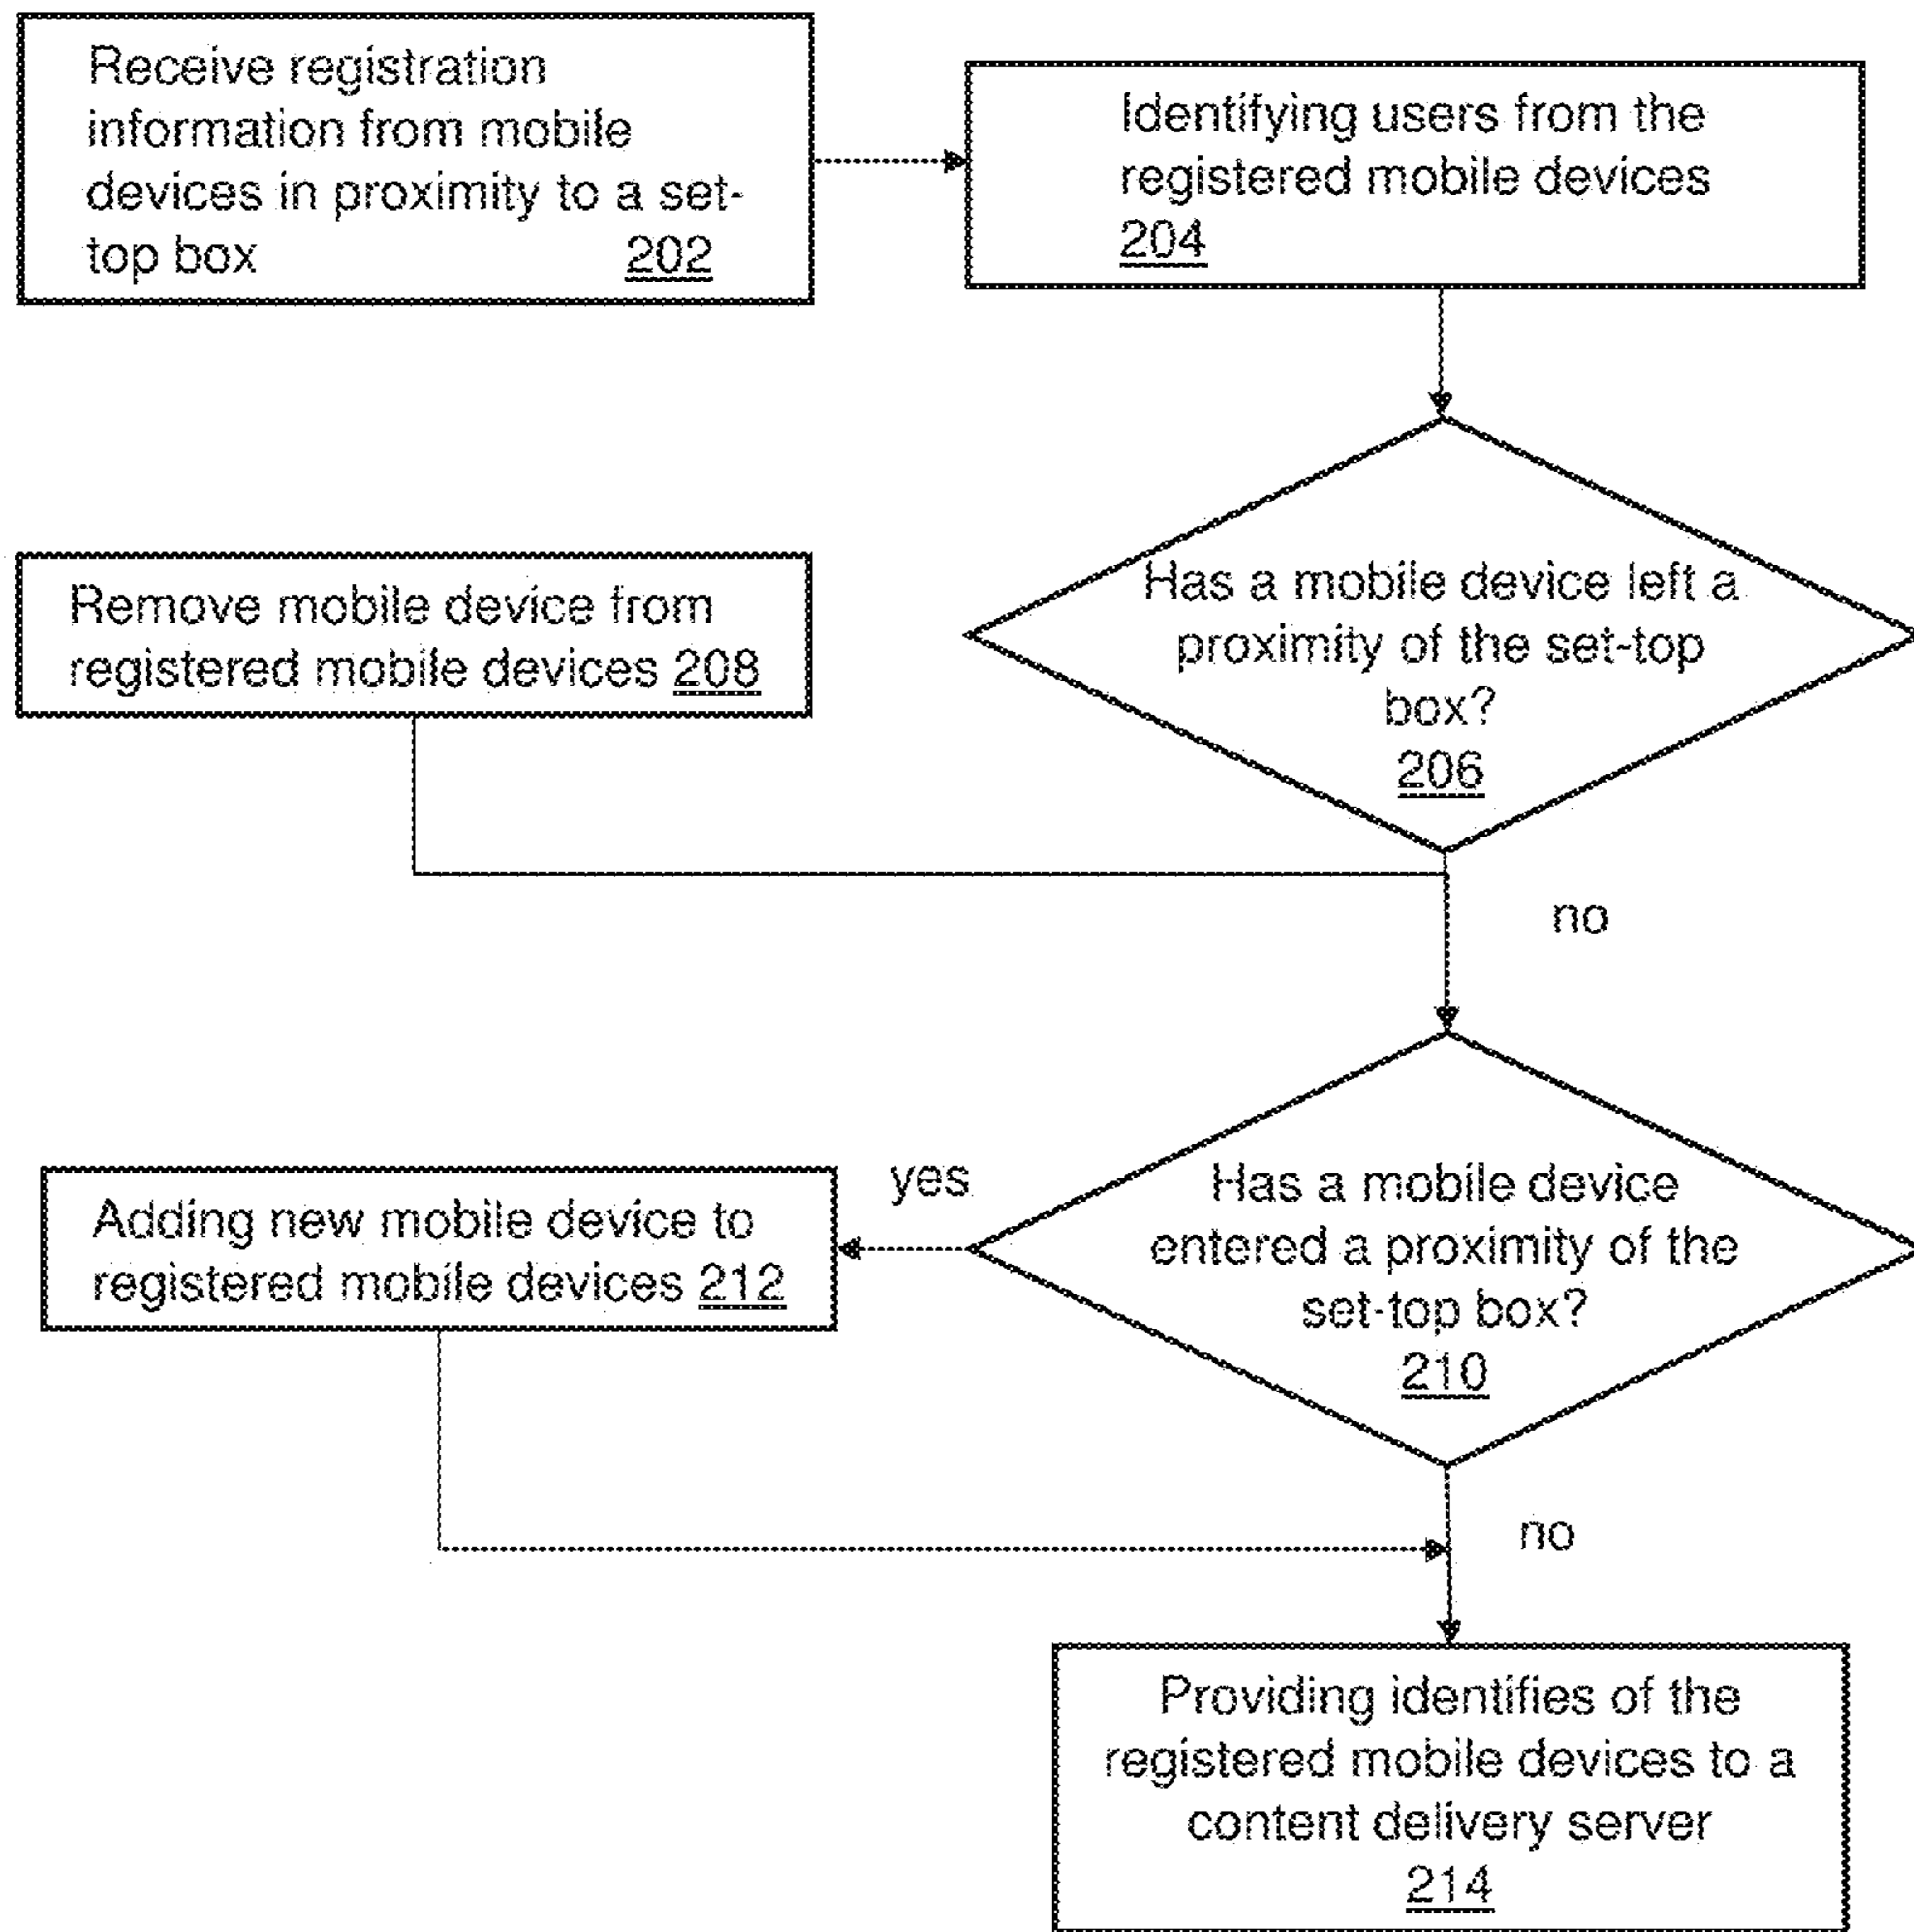 Receive registration
information from mobile
devices in proximity to a set-
top box 202
Identifying users from the
registered mobile devices
204
Has a mobile device left a
proximity of the set-top
box?
206
Remove mobile device from
registered mobile devices 208
no
Has a mobile device
entered a proximity of the
set-top box?
210
yes
Adding new mobile device to
registered mobile devices 212
no
Providing identifies of the
registered mobile devices to a
content delivery server
214